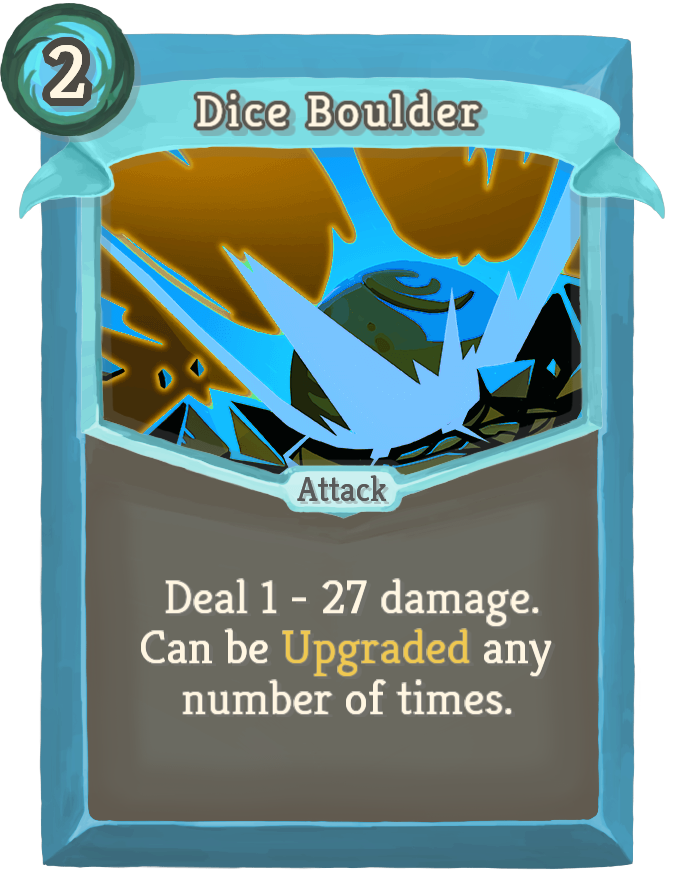 2
Dice Boulder
Attack
Deal 1 - 27 damage.
Can be Upgraded any
number of times.